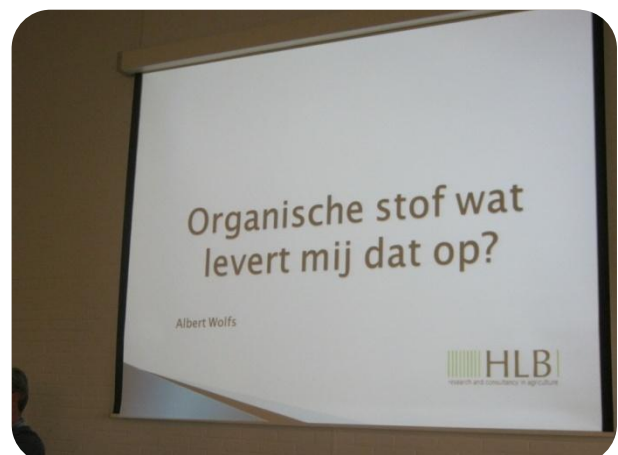 Organische stof wat
levert mij dat op?
Albert Wolfs
HLB
research and consultancy in agriculture